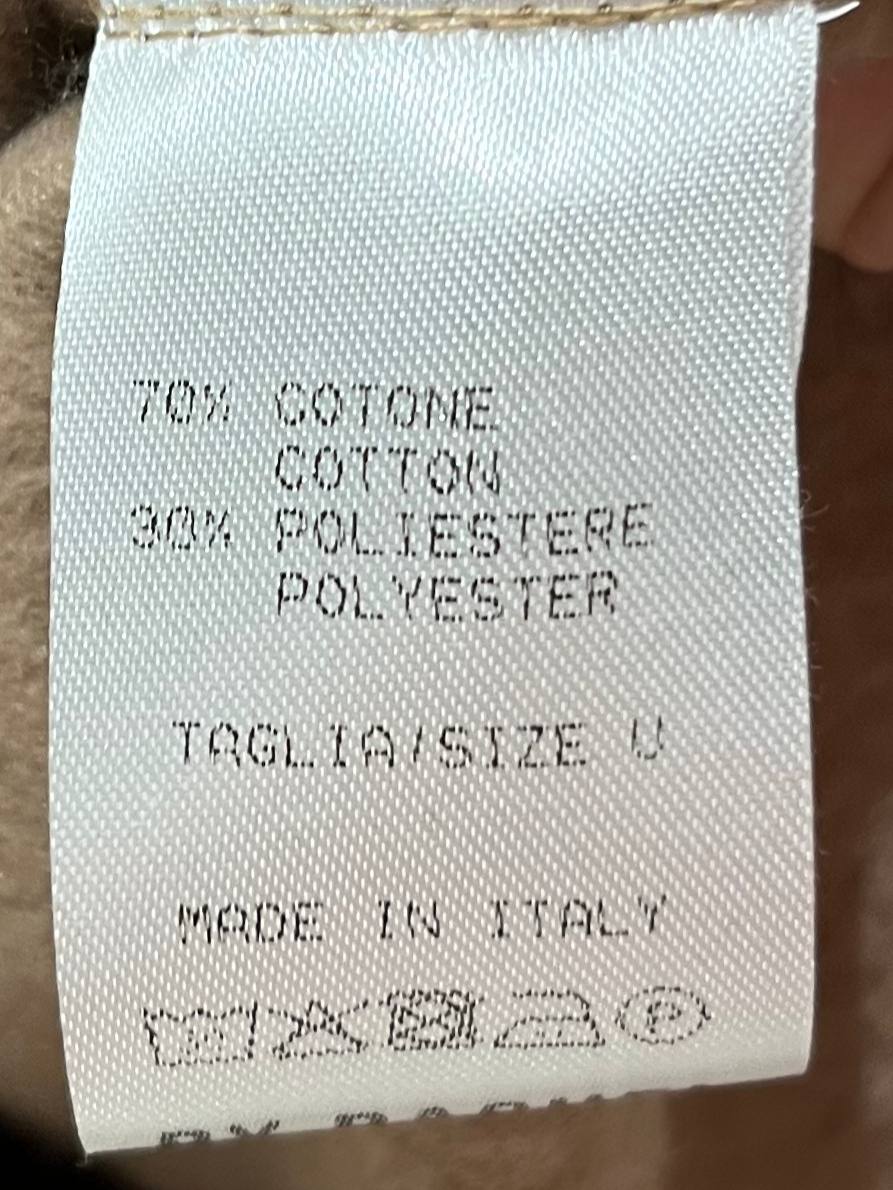 70% COTONE
COTTON
30% POLIESTERE
POLYESTER
TAGLIA/SIZE U
MADE IN ITALY
P